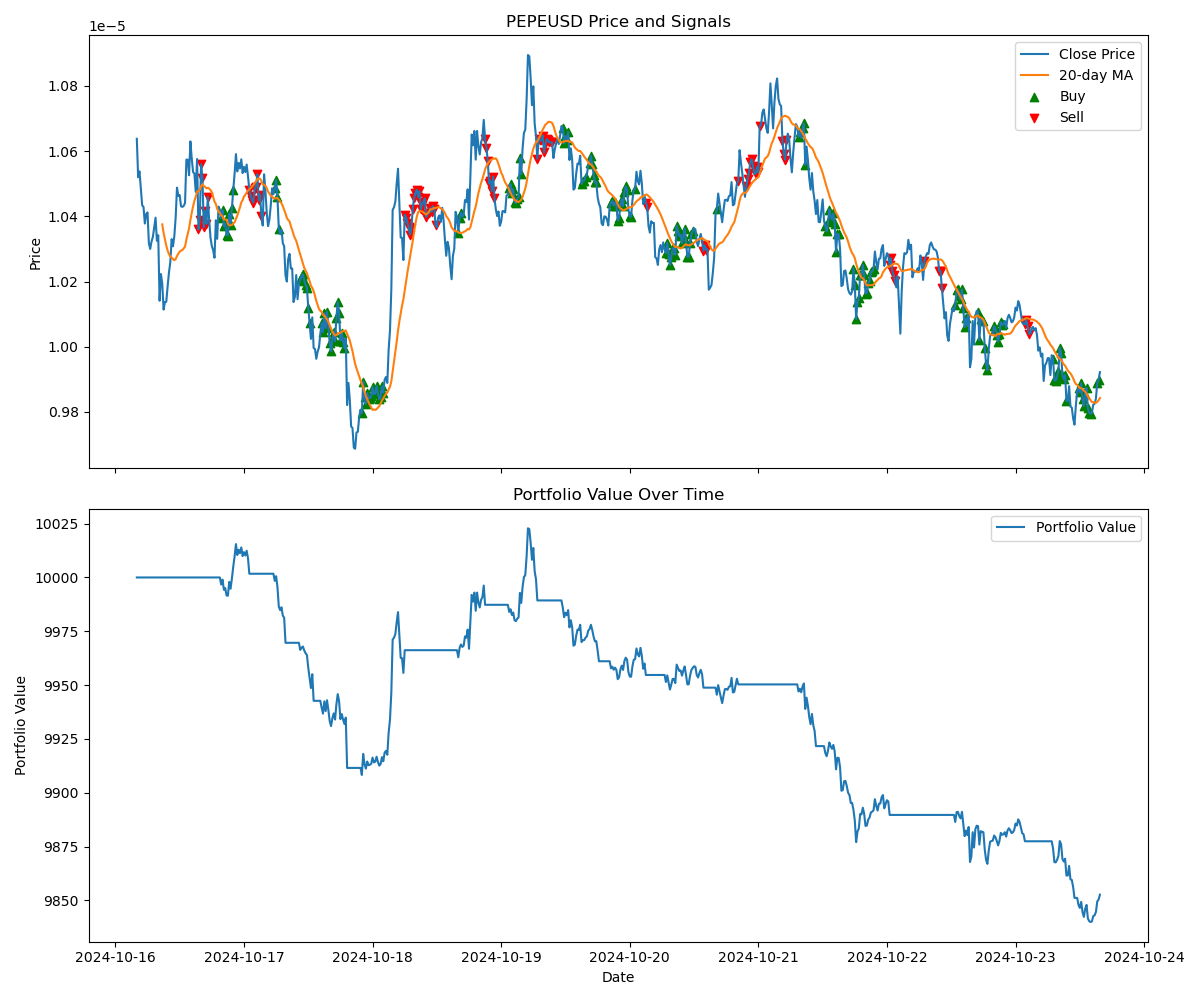 PEPEUSD Price and Signals
1e−5
Close Price
20-day MA
Buy
Sell
1.08
1.06
1.04
1.02
1.00
0.98
Price
Portfolio Value Over Time
Portfolio Value
10025
10000
9975
9950
9925
9900
9875
9850
Portfolio Value
2024-10-16
2024-10-17
2024-10-18
2024-10-19
2024-10-20
2024-10-21
2024-10-22
2024-10-23
2024-10-24
Date